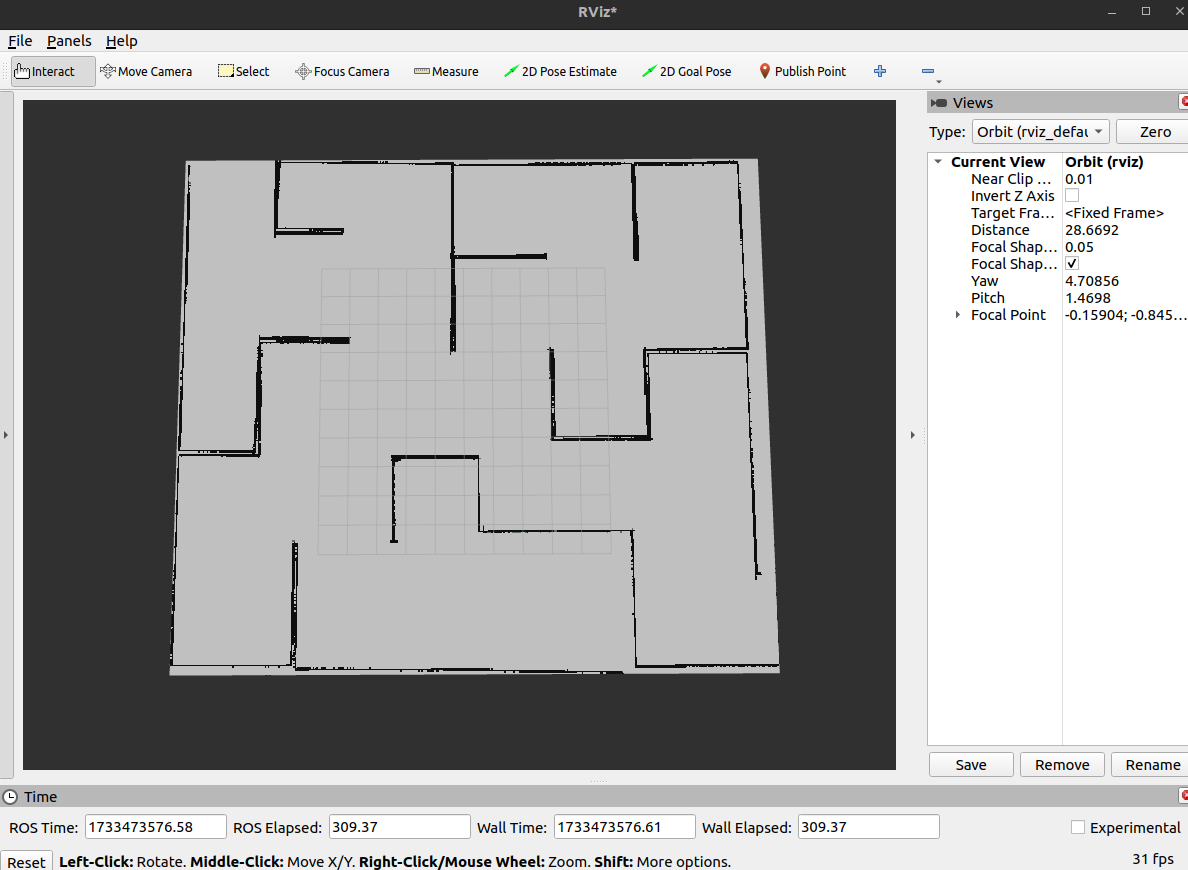 RViz*
File Panels Help
Interact Move Camera Select Focus Camera Measure 2D Pose Estimate 2D Goal Pose Publish Point
Views
Type: Orbit (rviz_defau Zero
Current View Orbit (rviz)
Near Clip ... 0.01
Invert Z Axis
Target Fra... <Fixed Frame>
Distance 28.6692
Focal Shap... 0.05
Focal Shap... ✓
Yaw 4.70856
Pitch 1.4698
Focal Point -0.15904; -0.845...
Save Remove Rename
Time
ROS Time: 1733473576.58 ROS Elapsed: 309.37 Wall Time: 1733473576.61 Wall Elapsed: 309.37 Experimental
Reset Left-Click: Rotate. Middle-Click: Move X/Y. Right-Click/Mouse Wheel: Zoom. Shift: More options. 31 fps